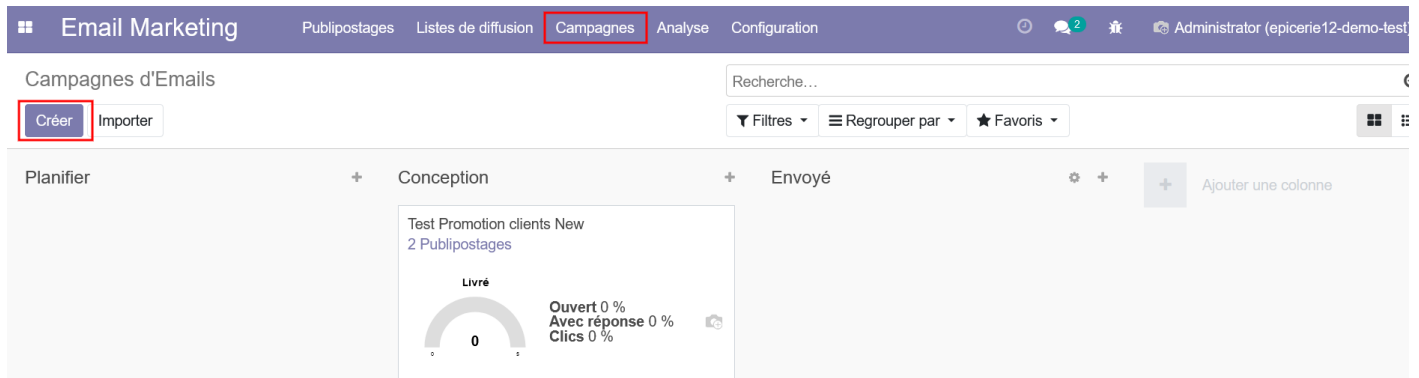 Email Marketing Publipostages Listes de diffusion Campagnes Analyse Configuration 2 Administrator (epicerie12-demo-test)
Campagnes d'Emails Recherche...
Créer Importer Filtres Regrouper par Favoris
Planifier Conception Envoyé Ajouter une colonne
Test Promotion clients New
2 Publipostages
Livré
Ouvert 0 %
Avec réponse 0 %
Clics 0 %
0
0 5